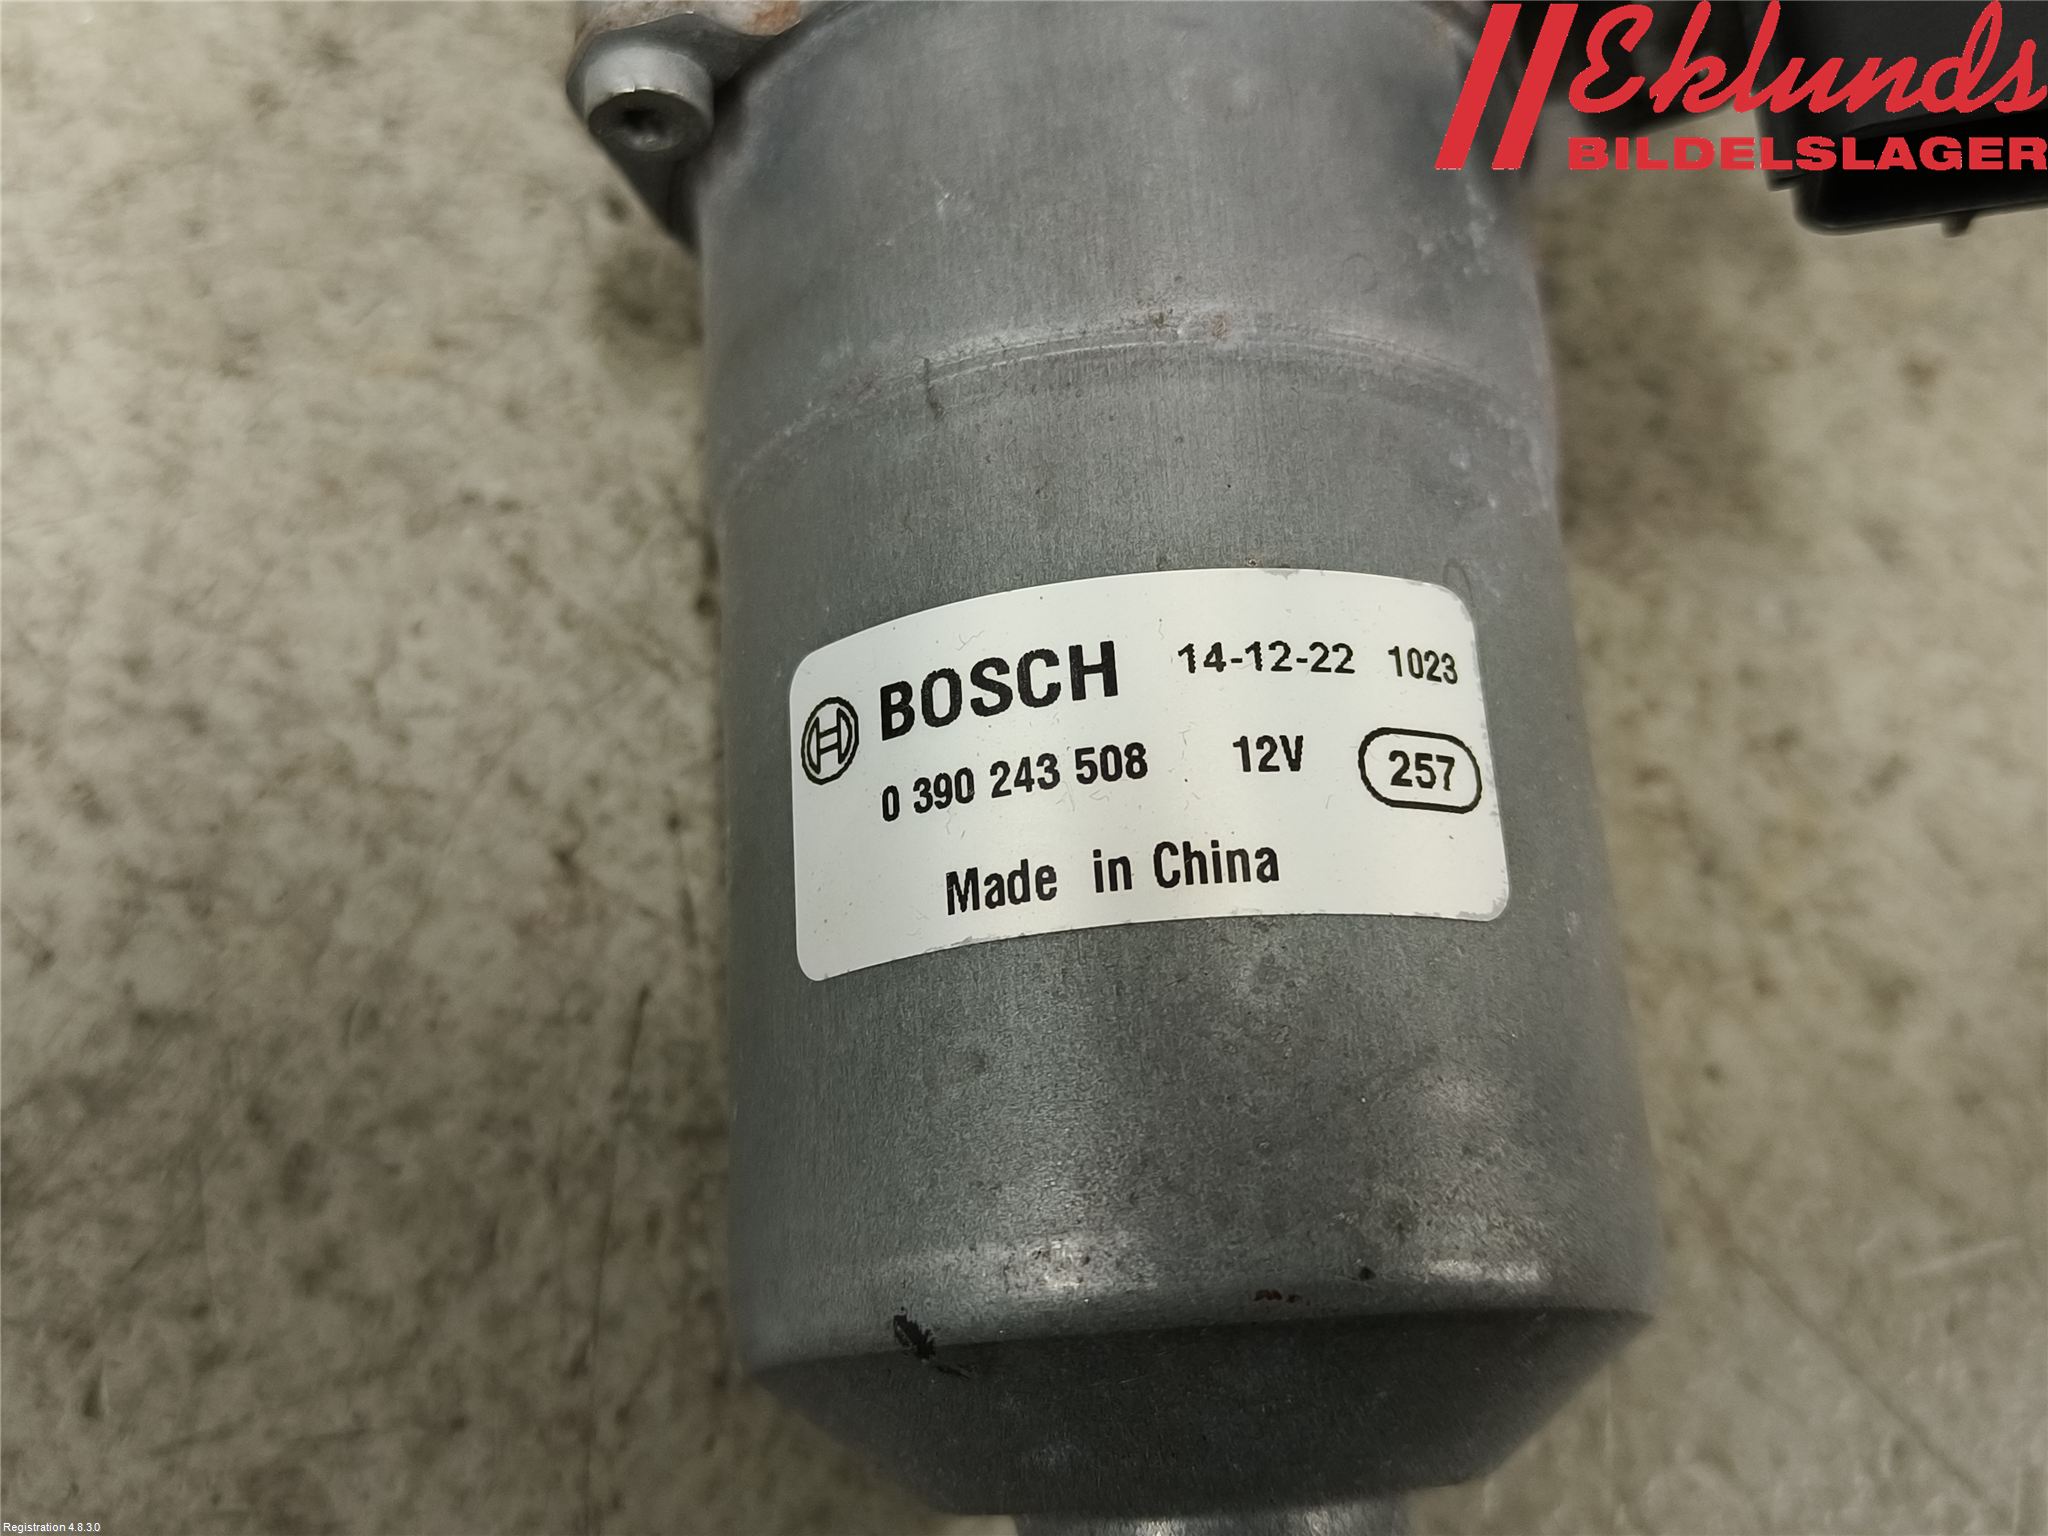 Eklunds
BILDELSLAGER
BOSCH 14-12-22 1023
0 390 243 508 12V 257
Made in China
Registration 4.8.3.0